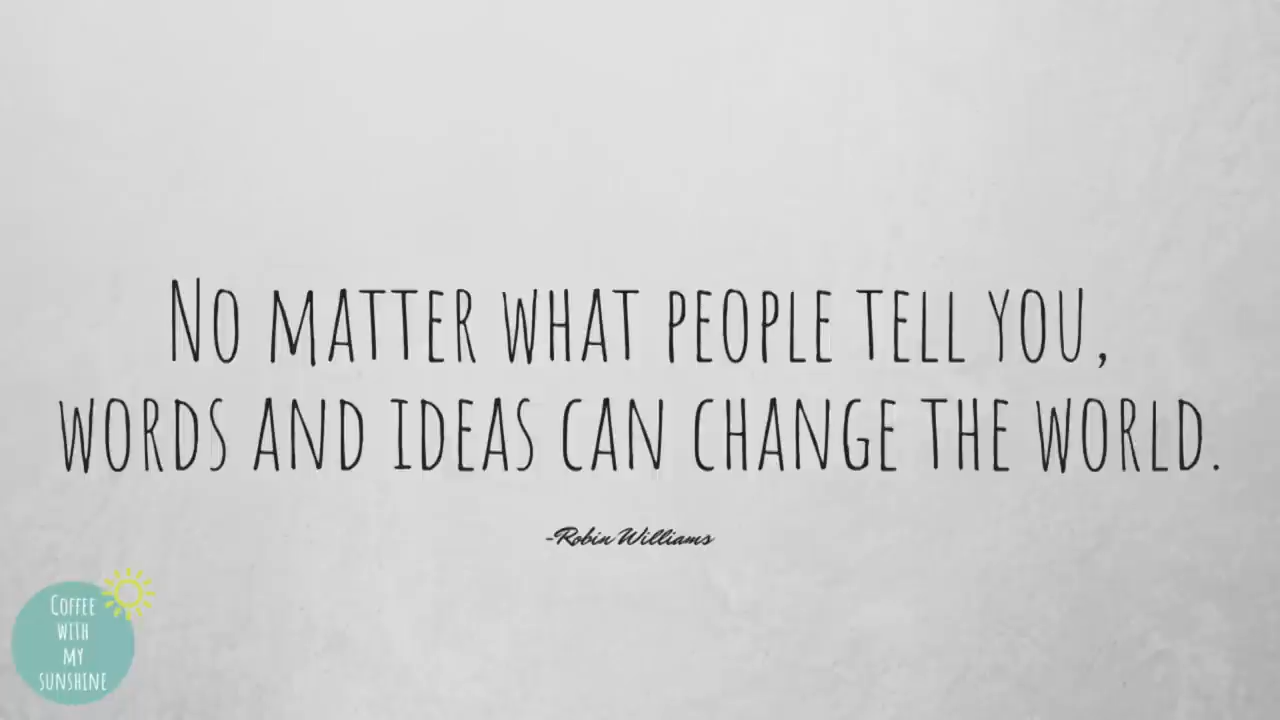 No matter what people tell you,
words and ideas can change the world.
-Robin Williams
Coffee
with
my
sunshine